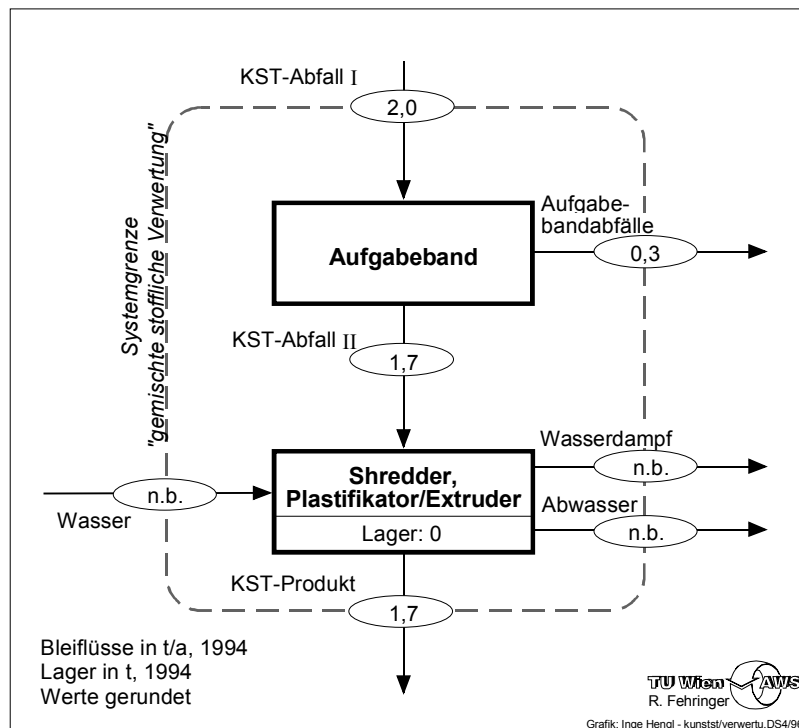 KST-Abfall I
2,0
Systemgrenze
"gemischte stoffliche Verwertung"
Aufgabeband
Aufgabe-
bandabfälle
0,3
KST-Abfall II
1,7
Wasser
n.b.
Shredder,
Plastifikator/Extruder
Lager: 0
Wasserdampf
n.b.
Abwasser
n.b.
KST-Produkt
1,7
Bleiflüsse in t/a, 1994
Lager in t, 1994
Werte gerundet
TU Wien AWS
R. Fehringer
Grafik: Inge Hengl - kunstst/verwertu.DS4/96